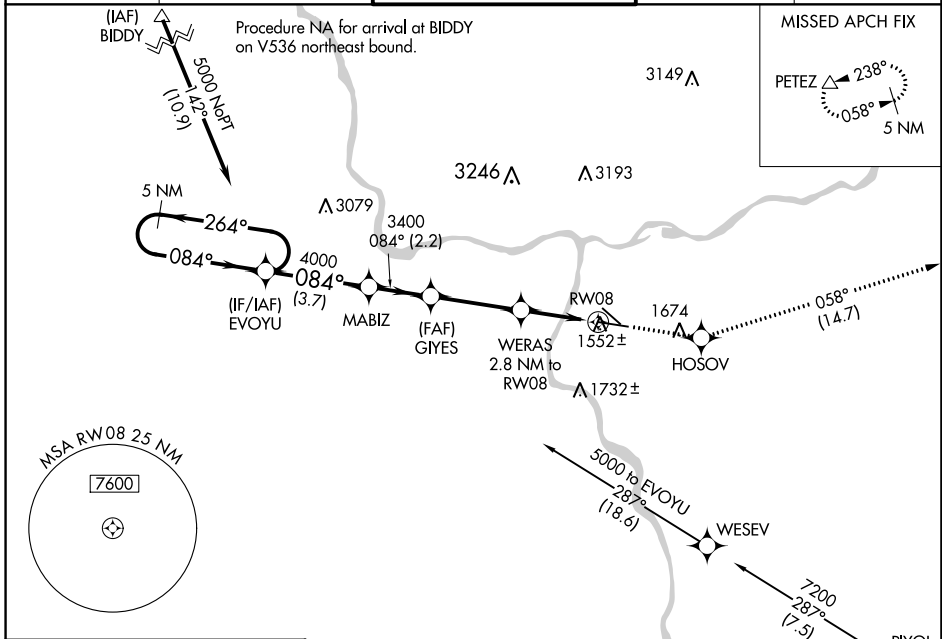 (IAF)
BIDDY
Procedure NA for arrival at BIDDY
on V536 northeast bound.
MISSED APCH FIX
5000 NoPT
142°
(10.9)
3149
PETEZ
238°
058°
5 NM
3246
3193
5 NM
3079
264°
3400
084° (2.2)
084°
4000
084°
(3.7)
(IF/IAF)
EVOYU
MABIZ
(FAF)
GIYES
WERAS
2.8 NM to
RW08
RW08
1552±
1674
HOSOV
058°
(14.7)
1732±
MSA RW08 25 NM
7600
5000 to EVOYU
287°
(18.6)
WESEV
7200
287°
(7.5)